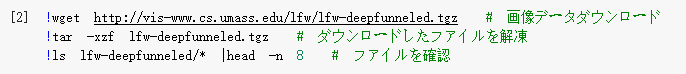 [2] !wget http://vis-www.cs.umass.edu/lfw/lfw-deepfunneled.tgz # 画像データダウンロード
!tar -xzf lfw-deepfunneled.tgz # ダウンロードしたファイルを解凍
!ls lfw-deepfunneled/* |head -n 8 # ファイルを確認